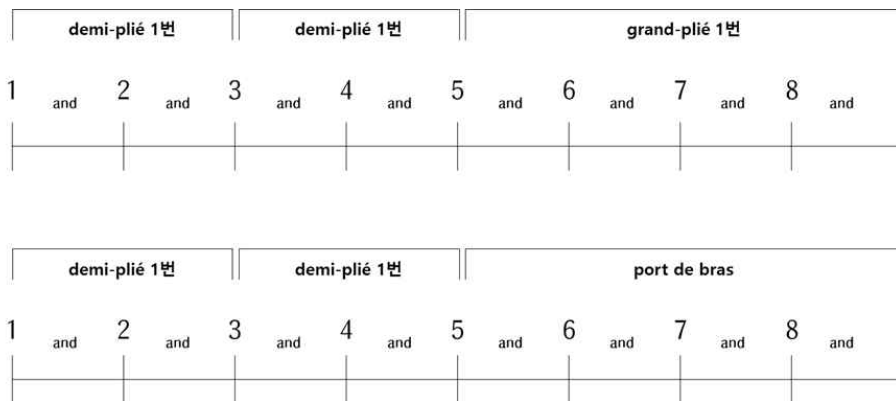 demi-plié 1번 demi-plié 1번 grand-plié 1번
1 and 2 and 3 and 4 and 5 and 6 and 7 and 8 and
demi-plié 1번 demi-plié 1번 port de bras
1 and 2 and 3 and 4 and 5 and 6 and 7 and 8 and